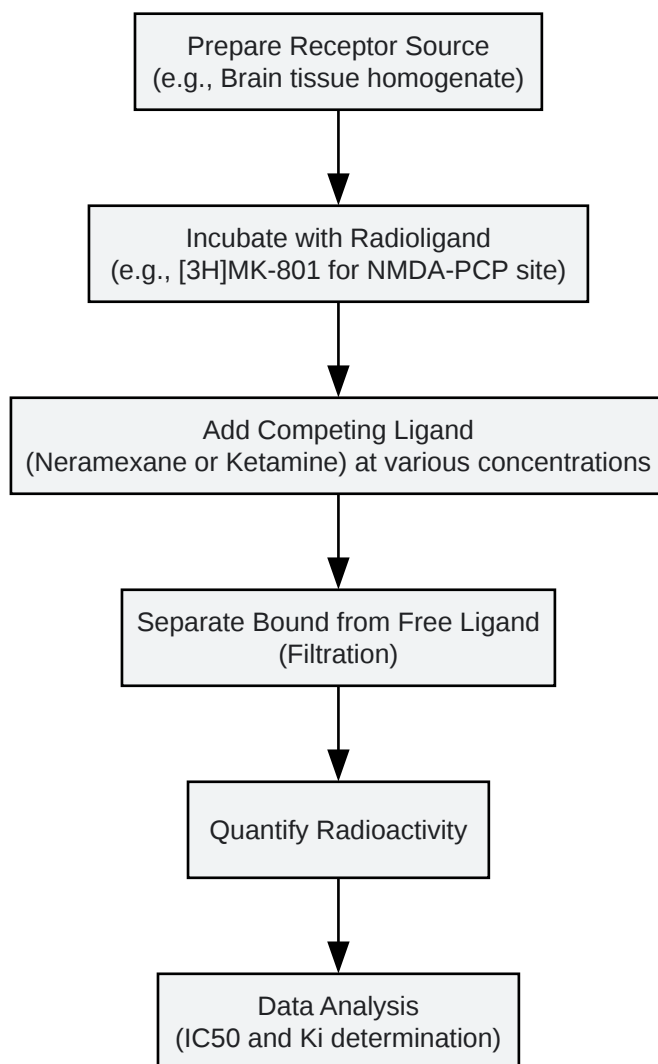 Prepare Receptor Source
(e.g., Brain tissue homogenate)
Incubate with Radioligand
(e.g., [3H]MK-801 for NMDA-PCP site)
Add Competing Ligand
(Neramexane or Ketamine) at various concentrations
Separate Bound from Free Ligand
(Filtration)
Quantify Radioactivity
Data Analysis
(IC50 and Ki determination)